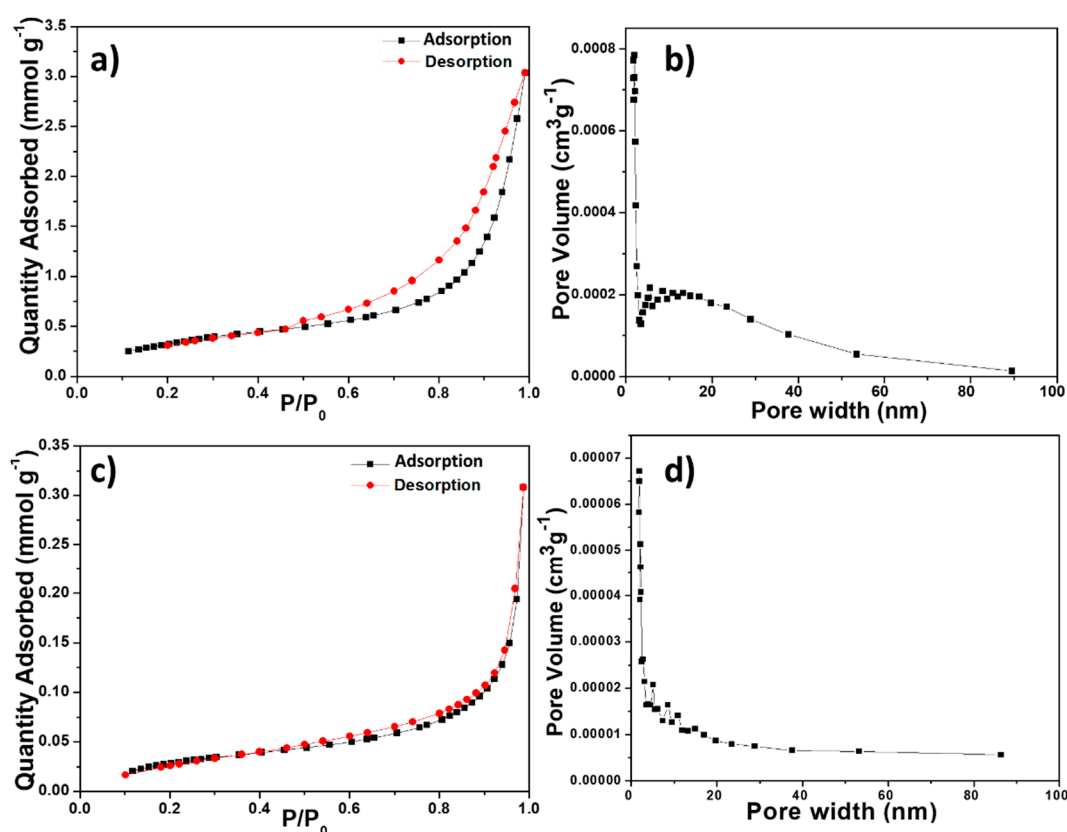 a)
Adsorption
Desorption
Quantity Adsorbed (mmol g⁻¹)
3.5
3.0
2.5
2.0
1.5
1.0
0.5
0.0
0.0 0.2 0.4 0.6 0.8 1.0
P/P₀
b)
Pore Volume (cm³g⁻¹)
0.0008
0.0006
0.0004
0.0002
0.0000
0 20 40 60 80 100
Pore width (nm)
c)
Adsorption
Desorption
Quantity Adsorbed (mmol g⁻¹)
0.35
0.30
0.25
0.20
0.15
0.10
0.05
0.00
0.0 0.2 0.4 0.6 0.8 1.0
P/P₀
d)
Pore Volume (cm³g⁻¹)
0.00007
0.00006
0.00005
0.00004
0.00003
0.00002
0.00001
0.00000
0 20 40 60 80 100
Pore width (nm)